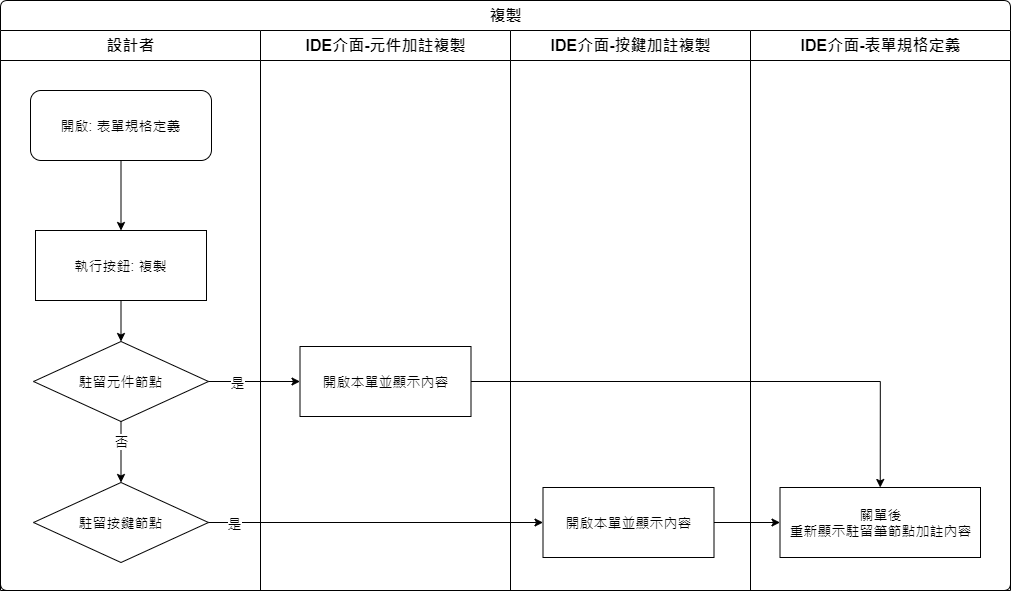 複製
設計者
IDE介面-元件加註複製
IDE介面-按鍵加註複製
IDE介面-表單規格定義
開啟: 表單規格定義
執行按鈕: 複製
駐留元件節點
是
開啟本單並顯示內容
否
駐留按鍵節點
是
開啟本單並顯示內容
關單後
重新顯示駐留筆節點加註內容